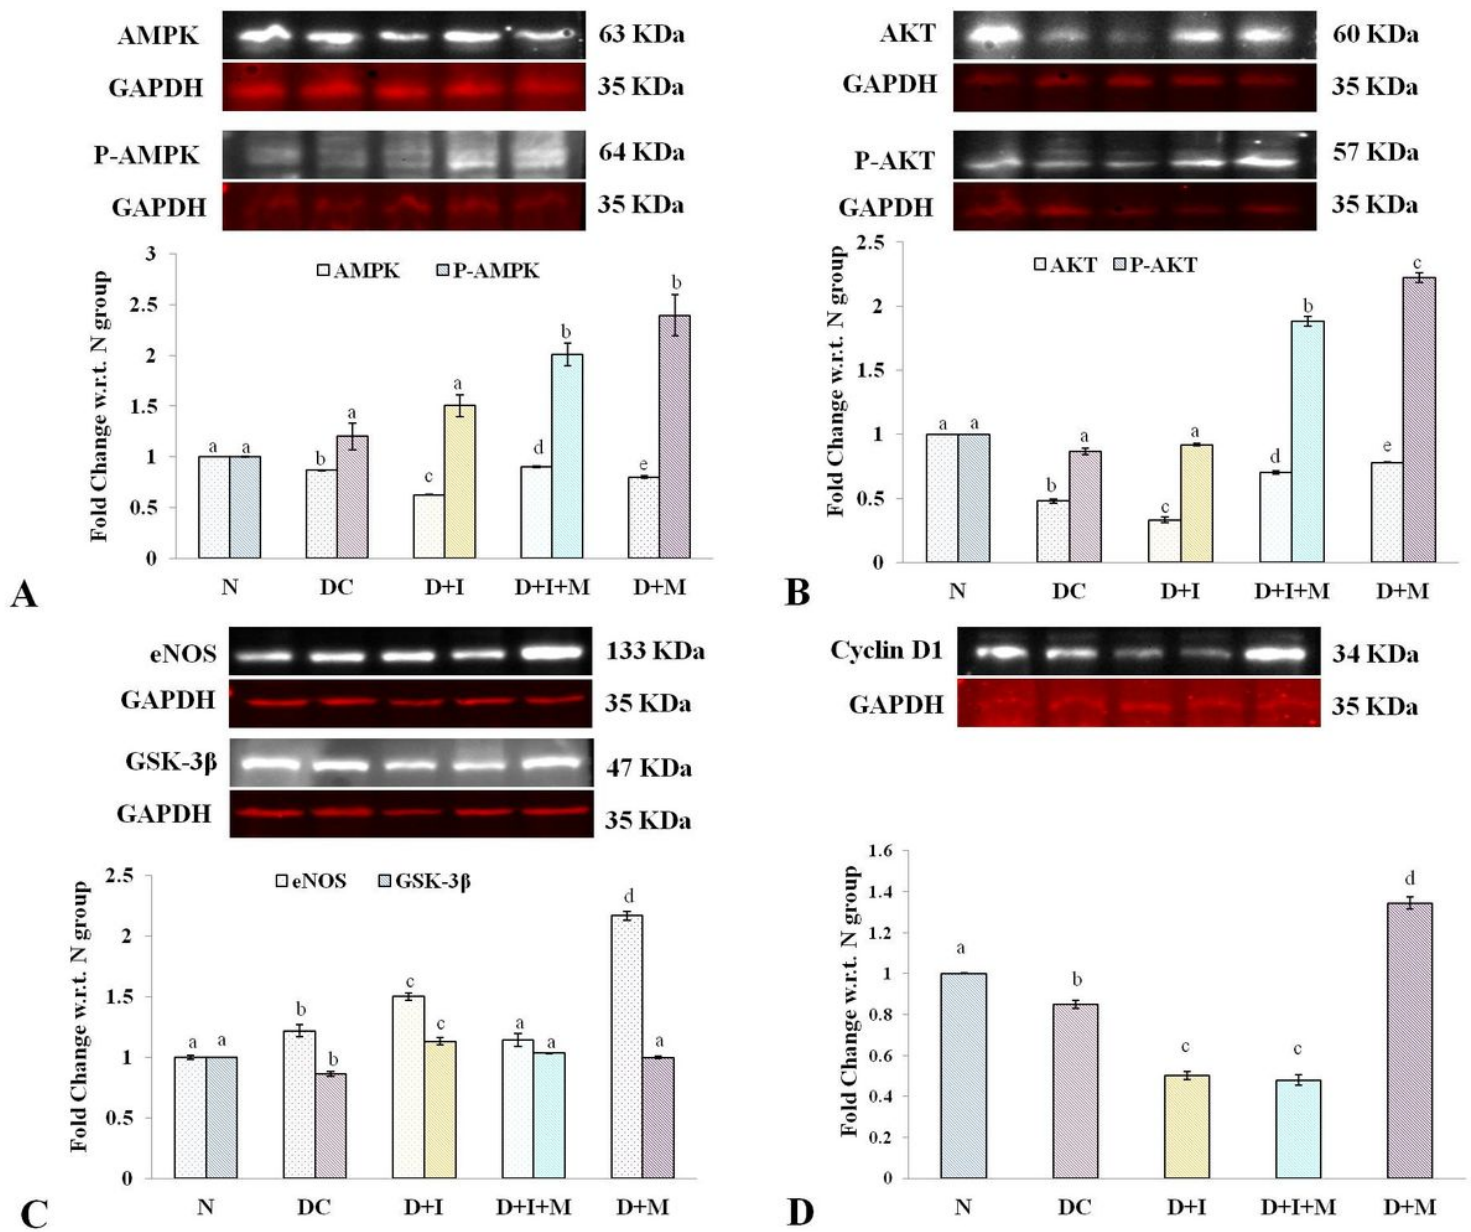 AMPK 63 KDa
GAPDH 35 KDa
P-AMPK 64 KDa
GAPDH 35 KDa
Fold Change w.r.t. N group
AMPK P-AMPK
3
2.5
2
1.5
1
0.5
0
a a b a c a d b e b
N DC D+I D+I+M D+M
A
AKT 60 KDa
GAPDH 35 KDa
P-AKT 57 KDa
GAPDH 35 KDa
Fold Change w.r.t. N group
AKT P-AKT
2.5
2
1.5
1
0.5
0
a a b a c a d b e c
N DC D+I D+I+M D+M
B
eNOS 133 KDa
GAPDH 35 KDa
GSK-3β 47 KDa
GAPDH 35 KDa
Fold Change w.r.t. N group
eNOS GSK-3β
2.5
2
1.5
1
0.5
0
a a b b c c a a d a
N DC D+I D+I+M D+M
C
Cyclin D1 34 KDa
GAPDH 35 KDa
Fold Change w.r.t. N group
1.6
1.4
1.2
1
0.8
0.6
0.4
0.2
0
a b c c d
N DC D+I D+I+M D+M
D